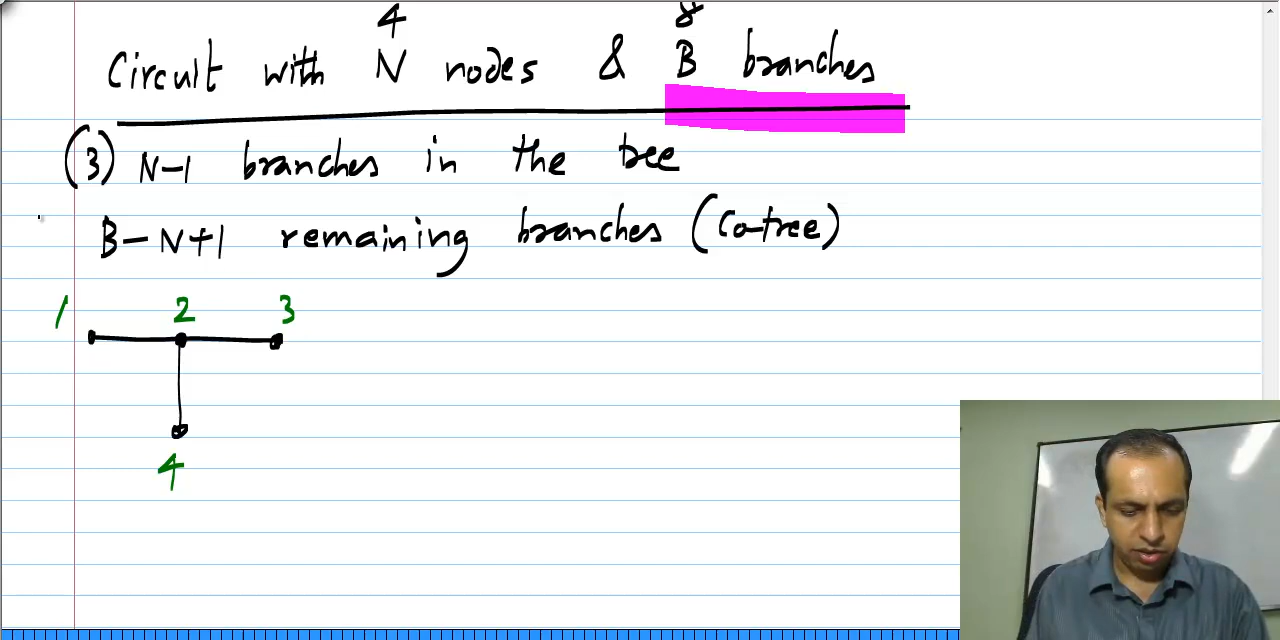 4 8
Circuit with N nodes & B branches
(3) N-1 branches in the tree
B-N+1 remaining branches (Co-tree)
1 2 3
4